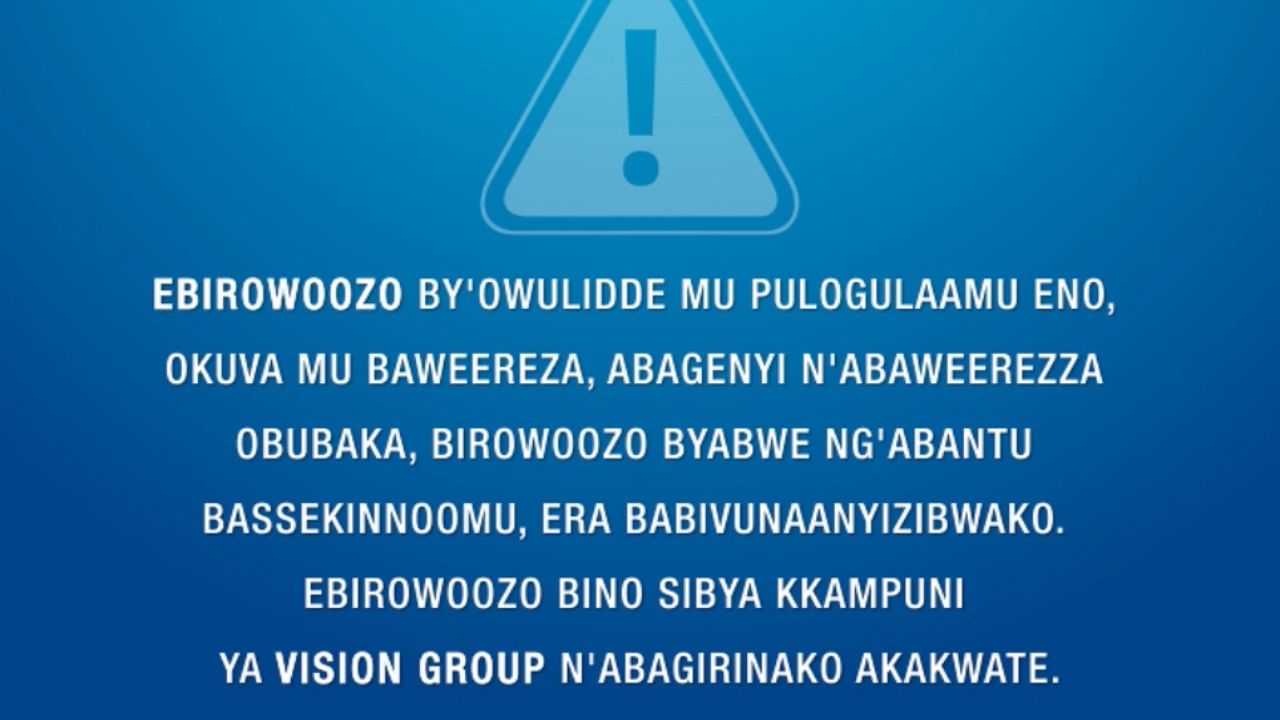 EBIROWOOZO BY'OWULIDDE MU PULOGULAAMU ENO,
OKUVA MU BAWEEREZA, ABAGENYI N'ABAWEEREZZA
OBUBAKA, BIROWOOZO BYABWE NG'ABANTU
BASSEKINNOOMU, ERA BABIVUNAANYIZIBWAKO.
EBIROWOOZO BINO SIBYA KKAMPUNI
YA VISION GROUP N'ABAGIRINAKO AKAKWATE.